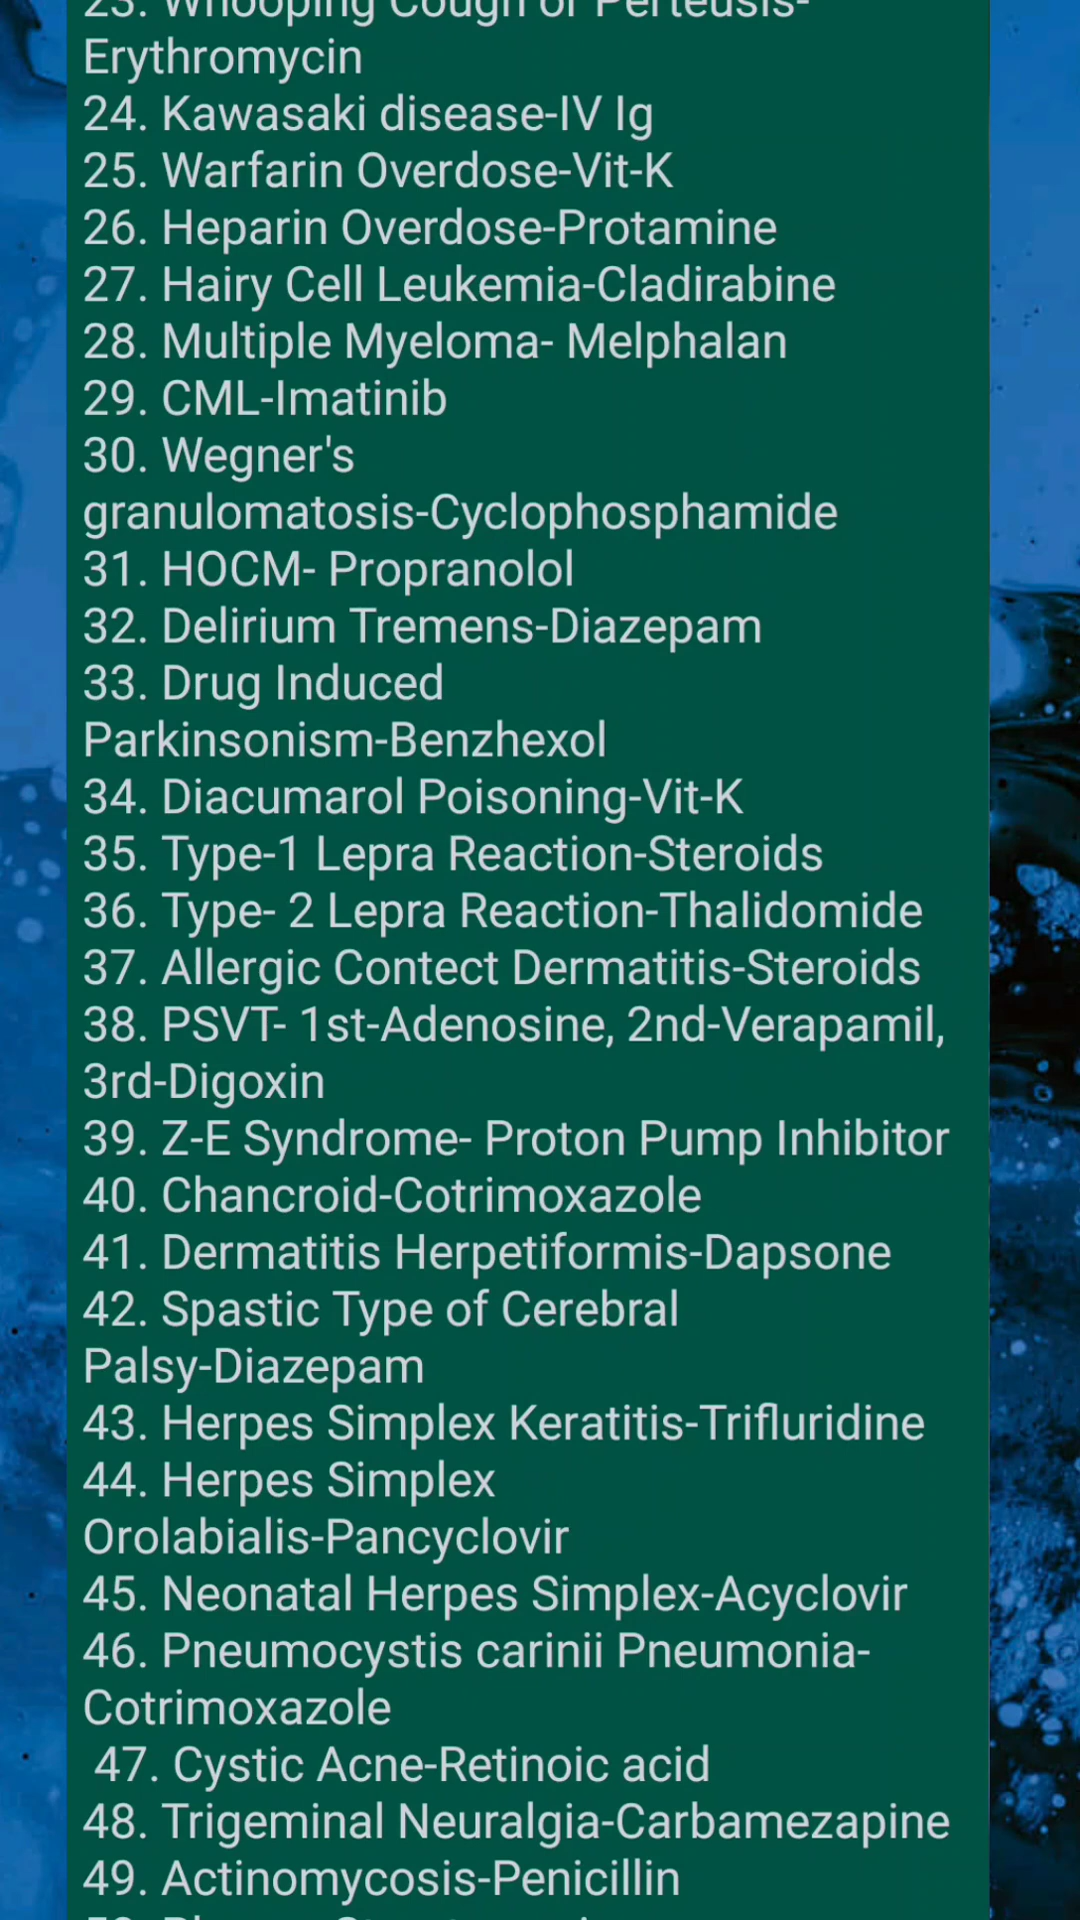 23. Whooping Cough or Perteusis-
Erythromycin
24. Kawasaki disease-IV Ig
25. Warfarin Overdose-Vit-K
26. Heparin Overdose-Protamine
27. Hairy Cell Leukemia-Cladirabine
28. Multiple Myeloma- Melphalan
29. CML-Imatinib
30. Wegner's
granulomatosis-Cyclophosphamide
31. HOCM- Propranolol
32. Delirium Tremens-Diazepam
33. Drug Induced
Parkinsonism-Benzhexol
34. Diacumarol Poisoning-Vit-K
35. Type-1 Lepra Reaction-Steroids
36. Type- 2 Lepra Reaction-Thalidomide
37. Allergic Contect Dermatitis-Steroids
38. PSVT- 1st-Adenosine, 2nd-Verapamil,
3rd-Digoxin
39. Z-E Syndrome- Proton Pump Inhibitor
40. Chancroid-Cotrimoxazole
41. Dermatitis Herpetiformis-Dapsone
42. Spastic Type of Cerebral
Palsy-Diazepam
43. Herpes Simplex Keratitis-Trifluridine
44. Herpes Simplex
Orolabialis-Pancyclovir
45. Neonatal Herpes Simplex-Acyclovir
46. Pneumocystis carinii Pneumonia-
Cotrimoxazole
47. Cystic Acne-Retinoic acid
48. Trigeminal Neuralgia-Carbamezapine
49. Actinomycosis-Penicillin